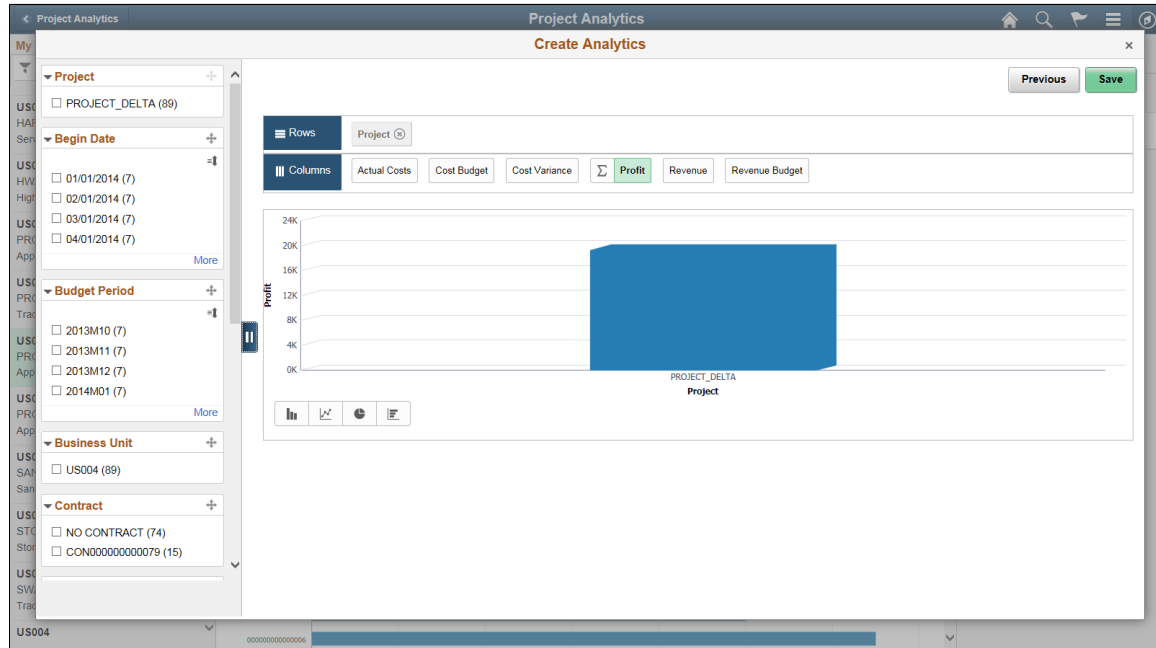 Project Analytics
Project Analytics
My
Create Analytics
×
Previous
Save
Project
PROJECT_DELTA (89)
Begin Date
01/01/2014 (7)
02/01/2014 (7)
03/01/2014 (7)
04/01/2014 (7)
More
Budget Period
2013M10 (7)
2013M11 (7)
2013M12 (7)
2014M01 (7)
More
Business Unit
US004 (89)
Contract
NO CONTRACT (74)
CON000000000079 (15)
Rows
Project
Columns
Actual Costs
Cost Budget
Cost Variance
Σ Profit
Revenue
Revenue Budget
24K
20K
16K
12K
8K
4K
0K
Profit
PROJECT_DELTA
Project
US004
000000000000006